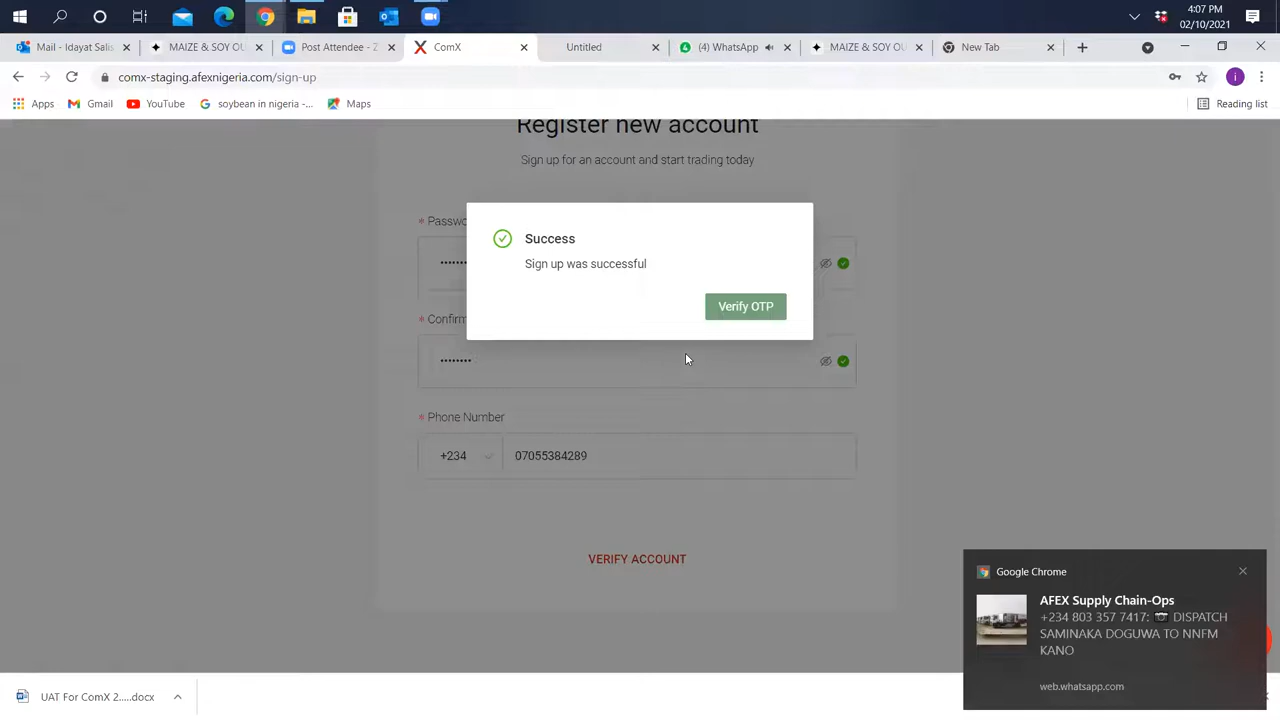 4:07 PM
02/10/2021
Mail - Idayat Salis
MAIZE & SOY OU
Post Attendee - Z
ComX
Untitled
(4) WhatsApp
MAIZE & SOY OU
New Tab
comx-staging.afexnigeria.com/sign-up
i
Apps
Gmail
YouTube
soybean in nigeria -...
Maps
Reading list
Register new account
Sign up for an account and start trading today
* Passwo
Success
Sign up was successful
Verify OTP
* Confirm
* Phone Number
+234
07055384289
VERIFY ACCOUNT
Google Chrome
AFEX Supply Chain-Ops
+234 803 357 7417: DISPATCH
SAMINAKA DOGUWA TO NNFM
KANO
web.whatsapp.com
UAT For ComX 2.....docx